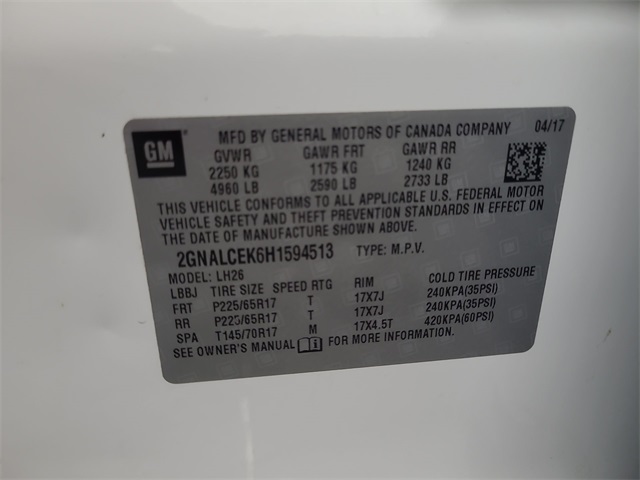 GM
MFD BY GENERAL MOTORS OF CANADA COMPANY 04/17
GVWR GAWR FRT GAWR RR
2250 KG 1175 KG 1240 KG
4960 LB 2590 LB 2733 LB
THIS VEHICLE CONFORMS TO ALL APPLICABLE U.S. FEDERAL MOTOR
VEHICLE SAFETY AND THEFT PREVENTION STANDARDS IN EFFECT ON
THE DATE OF MANUFACTURE SHOWN ABOVE.
2GNALCEK6H1594513 TYPE: M.P.V.
MODEL: LH26
LBBJ TIRE SIZE SPEED RTG RIM COLD TIRE PRESSURE
FRT P225/65R17 T 17X7J 240KPA(35PSI)
RR P225/65R17 T 17X7J 240KPA(35PSI)
SPA T145/70R17 M 17X4.5T 420KPA(60PSI)
SEE OWNER'S MANUAL FOR MORE INFORMATION.